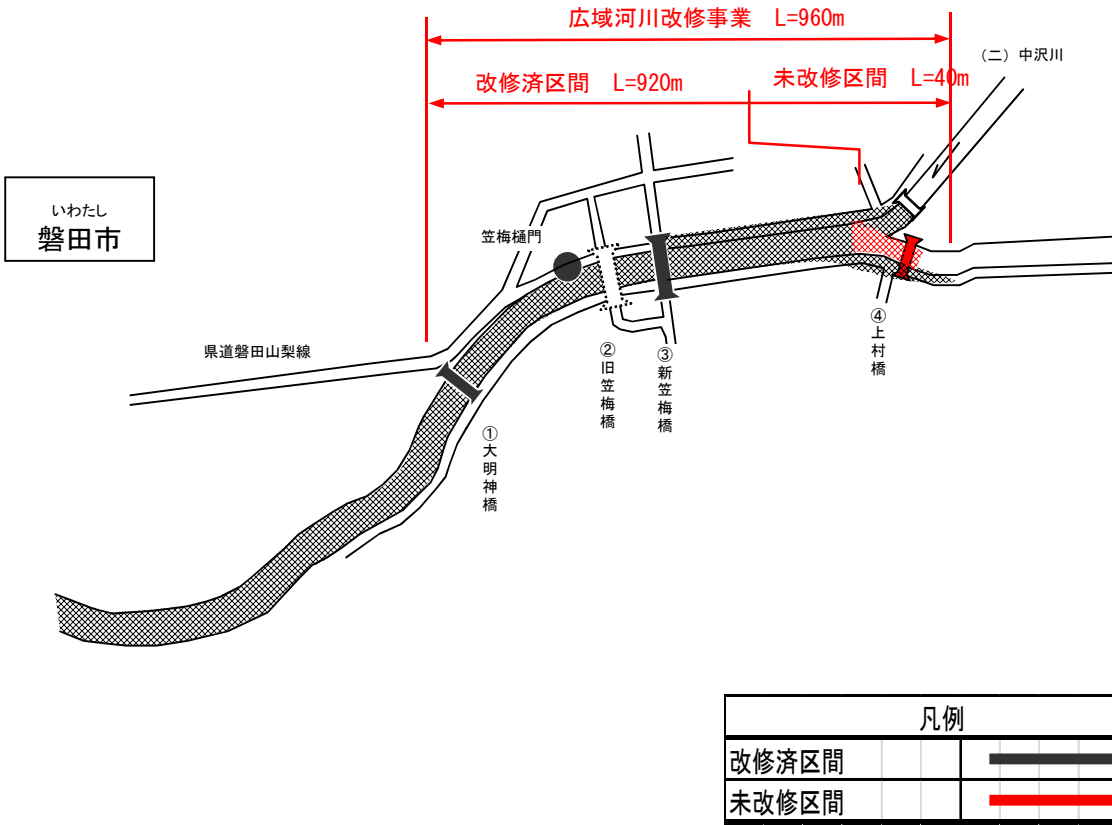 広域河川改修事業 L=960m
(二)中沢川
改修済区間 L=920m
未改修区間 L=40m
いわたし
磐田市
笠梅樋門
県道磐田山梨線
①大明神橋
②旧笠梅橋
③新笠梅橋
④上村橋
凡例
改修済区間
未改修区間